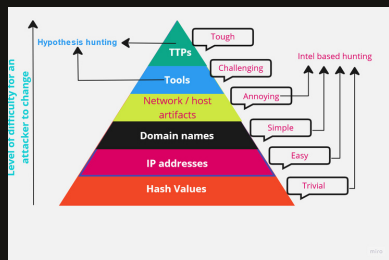 Level of difficulty for an
attacker to change
Hypothesis hunting
TTPs
Tough
Tools
Challenging
Intel based hunting
Network / host
artifacts
Annoying
Domain names
Simple
IP addresses
Easy
Hash Values
Trivial
miro